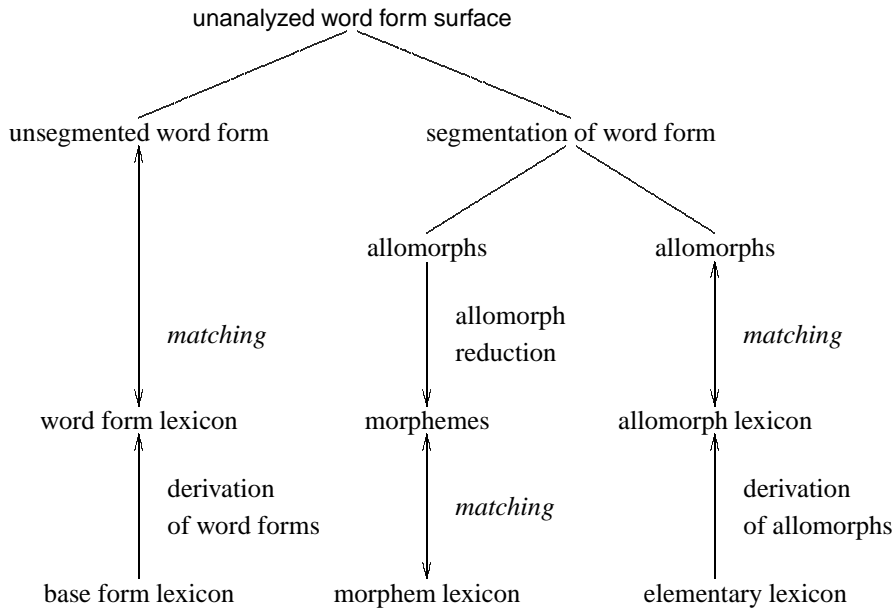 unanalyzed word form surface
unsegmented word form
segmentation of word form
allomorphs
allomorphs
matching
allomorph
reduction
matching
word form lexicon
morphemes
allomorph lexicon
derivation
of word forms
matching
derivation
of allomorphs
base form lexicon
morphem lexicon
elementary lexicon